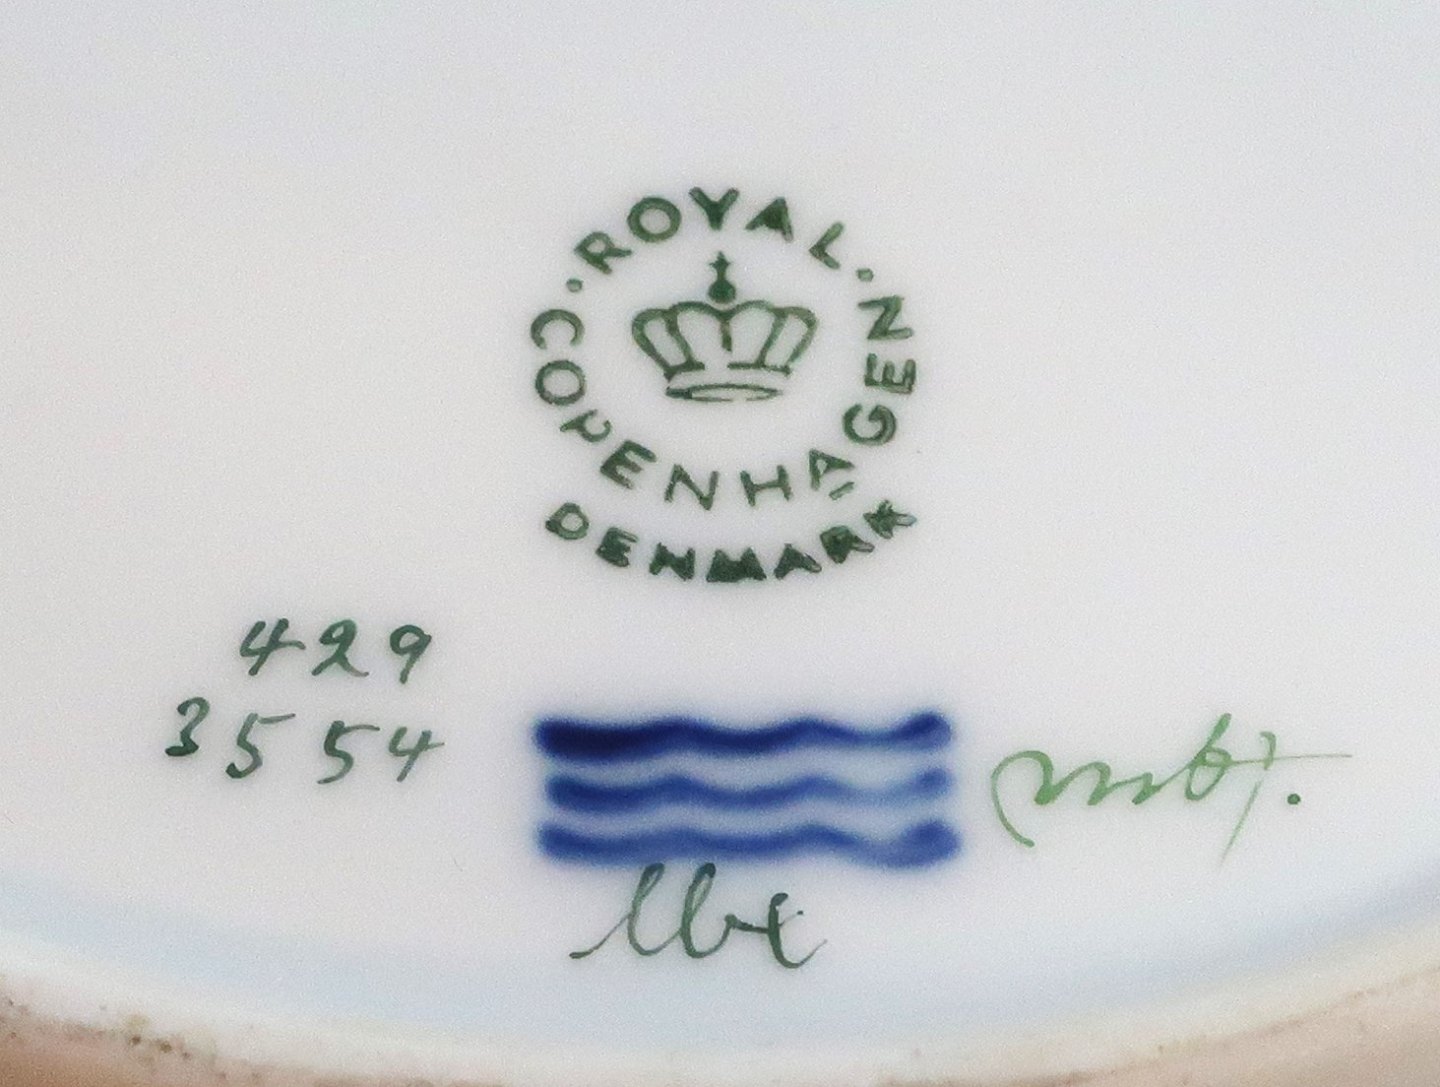 ROYAL
COPENHAGEN
DENMARK
429
3554